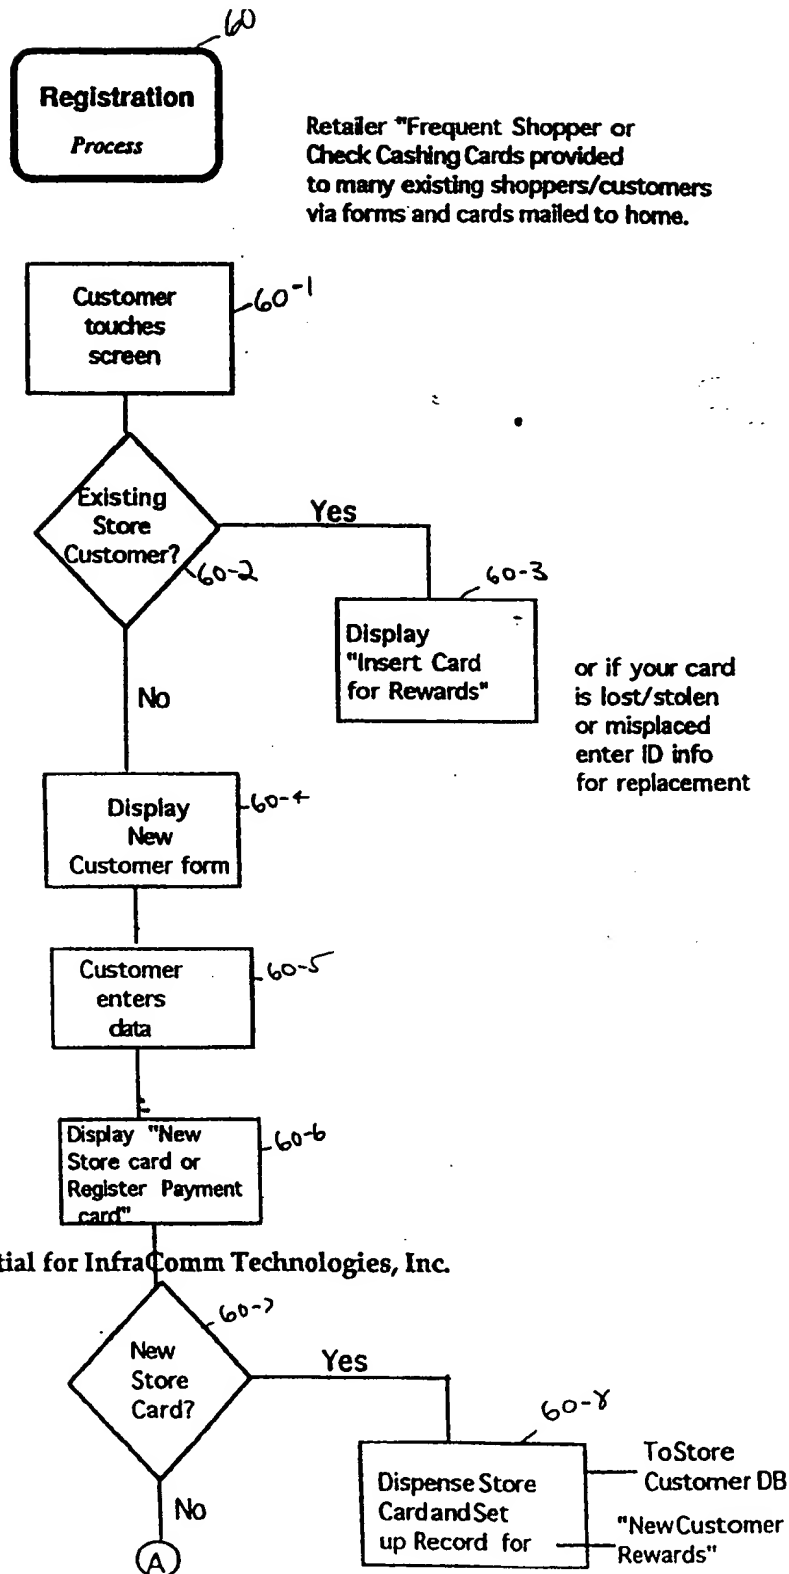 60
Registration
Process
Retailer "Frequent Shopper or
Check Cashing Cards provided
to many existing shoppers/customers
via forms and cards mailed to home.
Customer
touches
screen
60-1
Existing
Store
Customer?
60-2
Yes
60-3
Display
"Insert Card
for Rewards"
or if your card
is lost/stolen
or misplaced
enter ID info
for replacement
No
Display
New
Customer form
60-4
Customer
enters
data
60-5
Display "New
Store card or
Register Payment
card"
60-6
tial for InfraComm Technologies, Inc.
60-7
New
Store
Card?
Yes
60-8
Dispense Store
Card and Set
up Record for
To Store
Customer DB
"New Customer
Rewards"
No
A